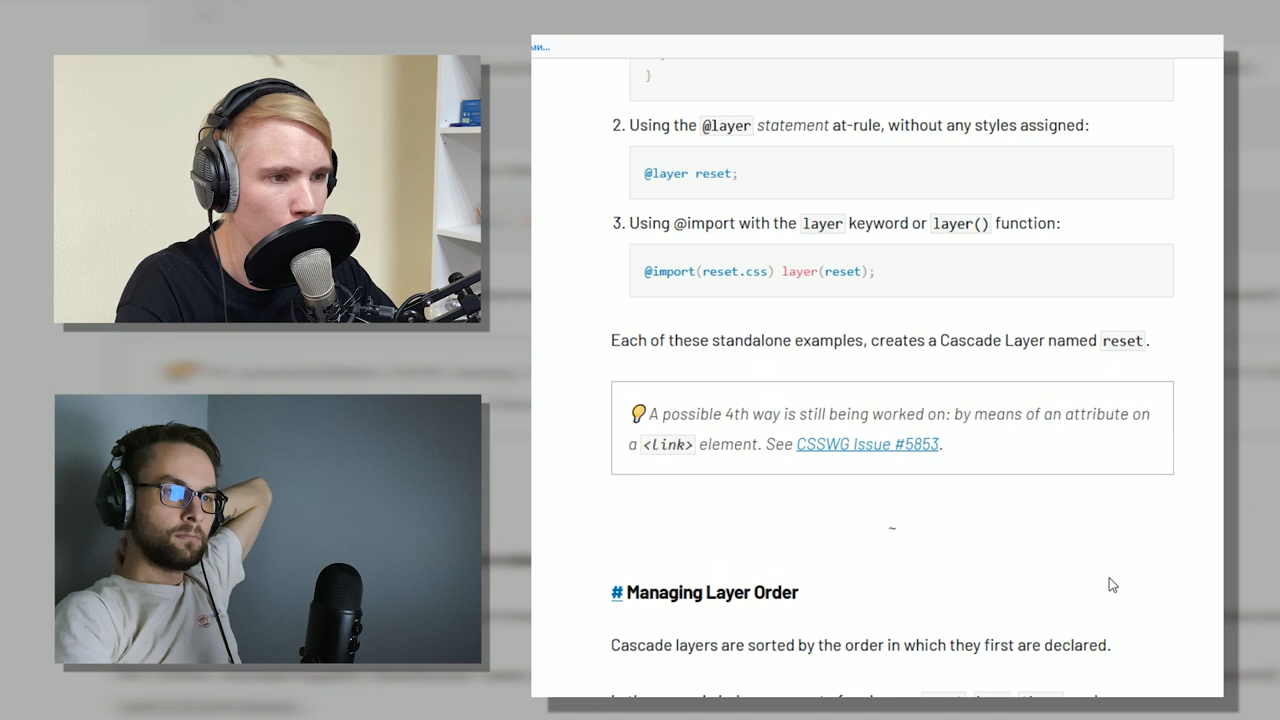 ми...
}
2. Using the @layer statement at-rule, without any styles assigned:
@layer reset;
3. Using @import with the layer keyword or layer() function:
@import(reset.css) layer(reset);
Each of these standalone examples, creates a Cascade Layer named reset.
💡 A possible 4th way is still being worked on: by means of an attribute on
a <link> element. See CSSWG Issue #5853.
~
# Managing Layer Order
Cascade layers are sorted by the order in which they first are declared.